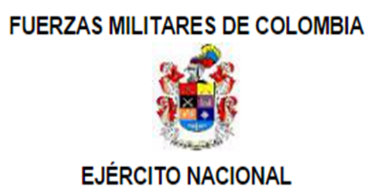 FUERZAS MILITARES DE COLOMBIA
EJÉRCITO NACIONAL